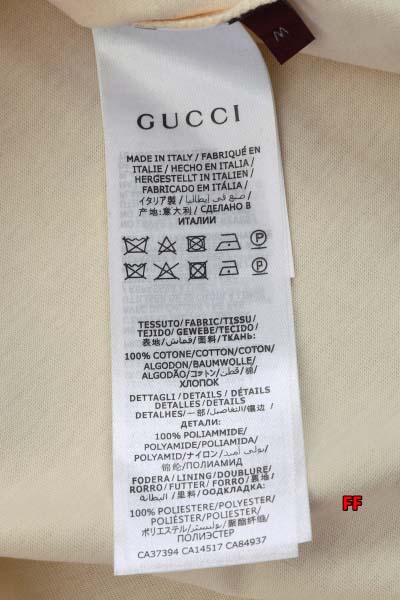 M
GUCCI
MADE IN ITALY / FABRIQUÉ EN
ITALIE / HECHO EN ITALIA
HERGESTELLT IN ITALIEN
FABRICADO EM ITÁLIA /
イタリア製 / صنع في إيطاليا /
产地:意大利 / СДЕЛАНО В
ИТАЛИИ
TESSUTO/FABRIC/TISSU/
TEJIDO/GEWEBE/TECIDO/
表地/قماش/面料/ТКАНЬ:
100% COTONE/COTTON/COTON/
ALGODON/BAUMWOLLE/
ALGODÃO/コットン/قطن/棉/
ХЛОПОК
DETTAGLI / DETAILS / DÉTAILS
DETALLES / DETAILS /
DETALHES/一部/التفاصيل/镶边 /
ДЕТАЛИ:
100% POLIAMMIDE/
POLYAMIDE/POLIAMIDA/
POLYAMID/ナイロン/بولي أميد/
锦纶/ПОЛИАМИД
FODERA/LINING/DOUBLURE/
RORRO/FUTTER/FORRO/裏地/
البطانة/里料/ООДКЛАДКА:
100% POLIESTERE/POLYESTER/
POLIÉSTER/POLYESTER/
ポリエステル/بوليستر/聚酯纤维/
ПОЛИЭСТЕР
CA37394 CA14517 CA84937
FF